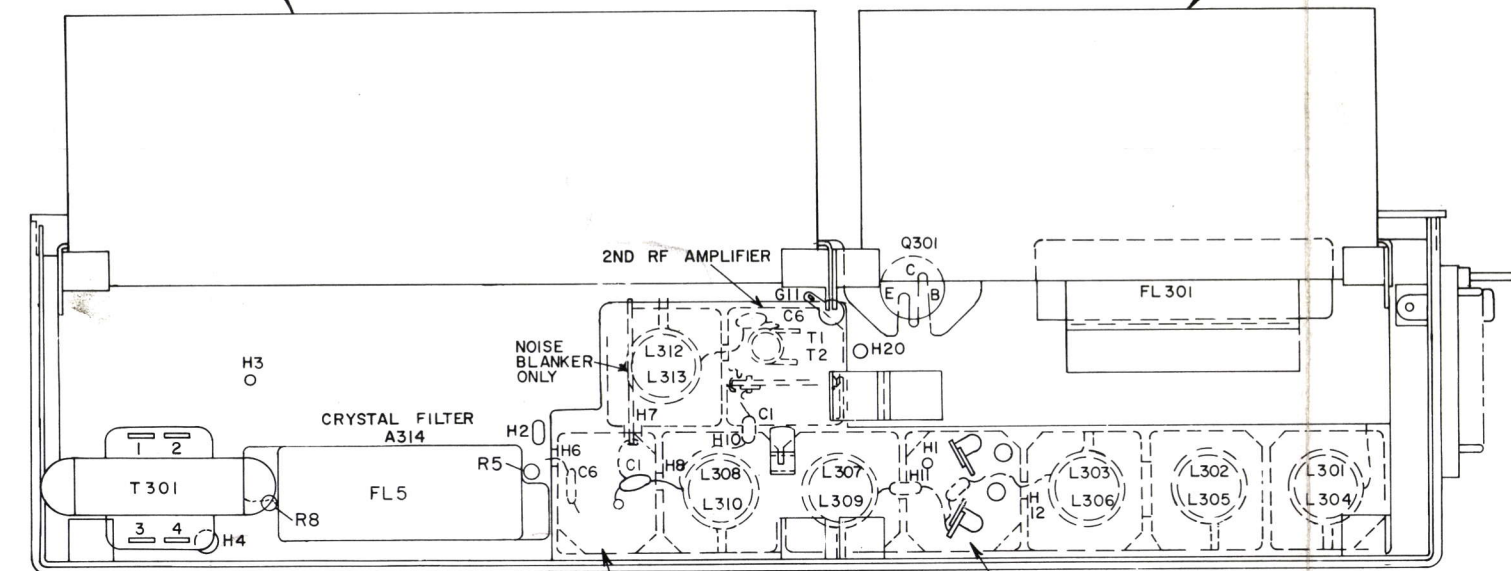 Q301
C
E
B
2ND RF AMPLIFIER
G11
C6
FL301
T1
T2
H20
L312
L313
NOISE
BLANKER
ONLY
H3
CRYSTAL FILTER
A314
H2
H7
C1
H10
1
2
T301
3
4
R8
H4
FL5
R5
H6
C6
C1
H8
L308
L310
L307
L309
H1
H11
H12
L303
L306
L302
L305
L301
L304